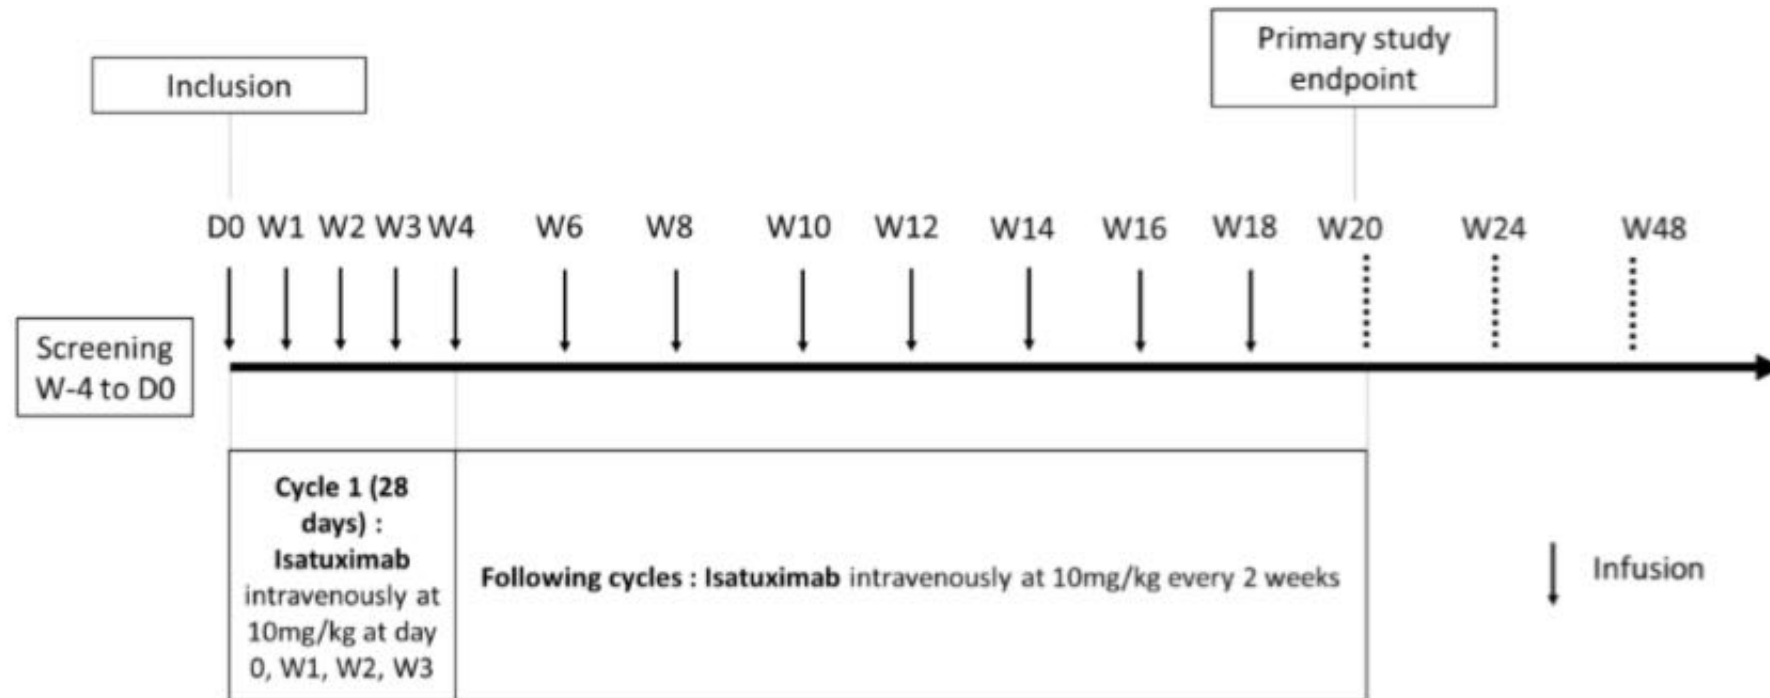 Inclusion
Primary study
endpoint
D0 W1 W2 W3 W4 W6 W8 W10 W12 W14 W16 W18 W20 W24 W48
Screening
W-4 to D0
Cycle 1 (28
days) :
Isatuximab
intravenously at
10mg/kg at day
0, W1, W2, W3
Following cycles : Isatuximab intravenously at 10mg/kg every 2 weeks
Infusion